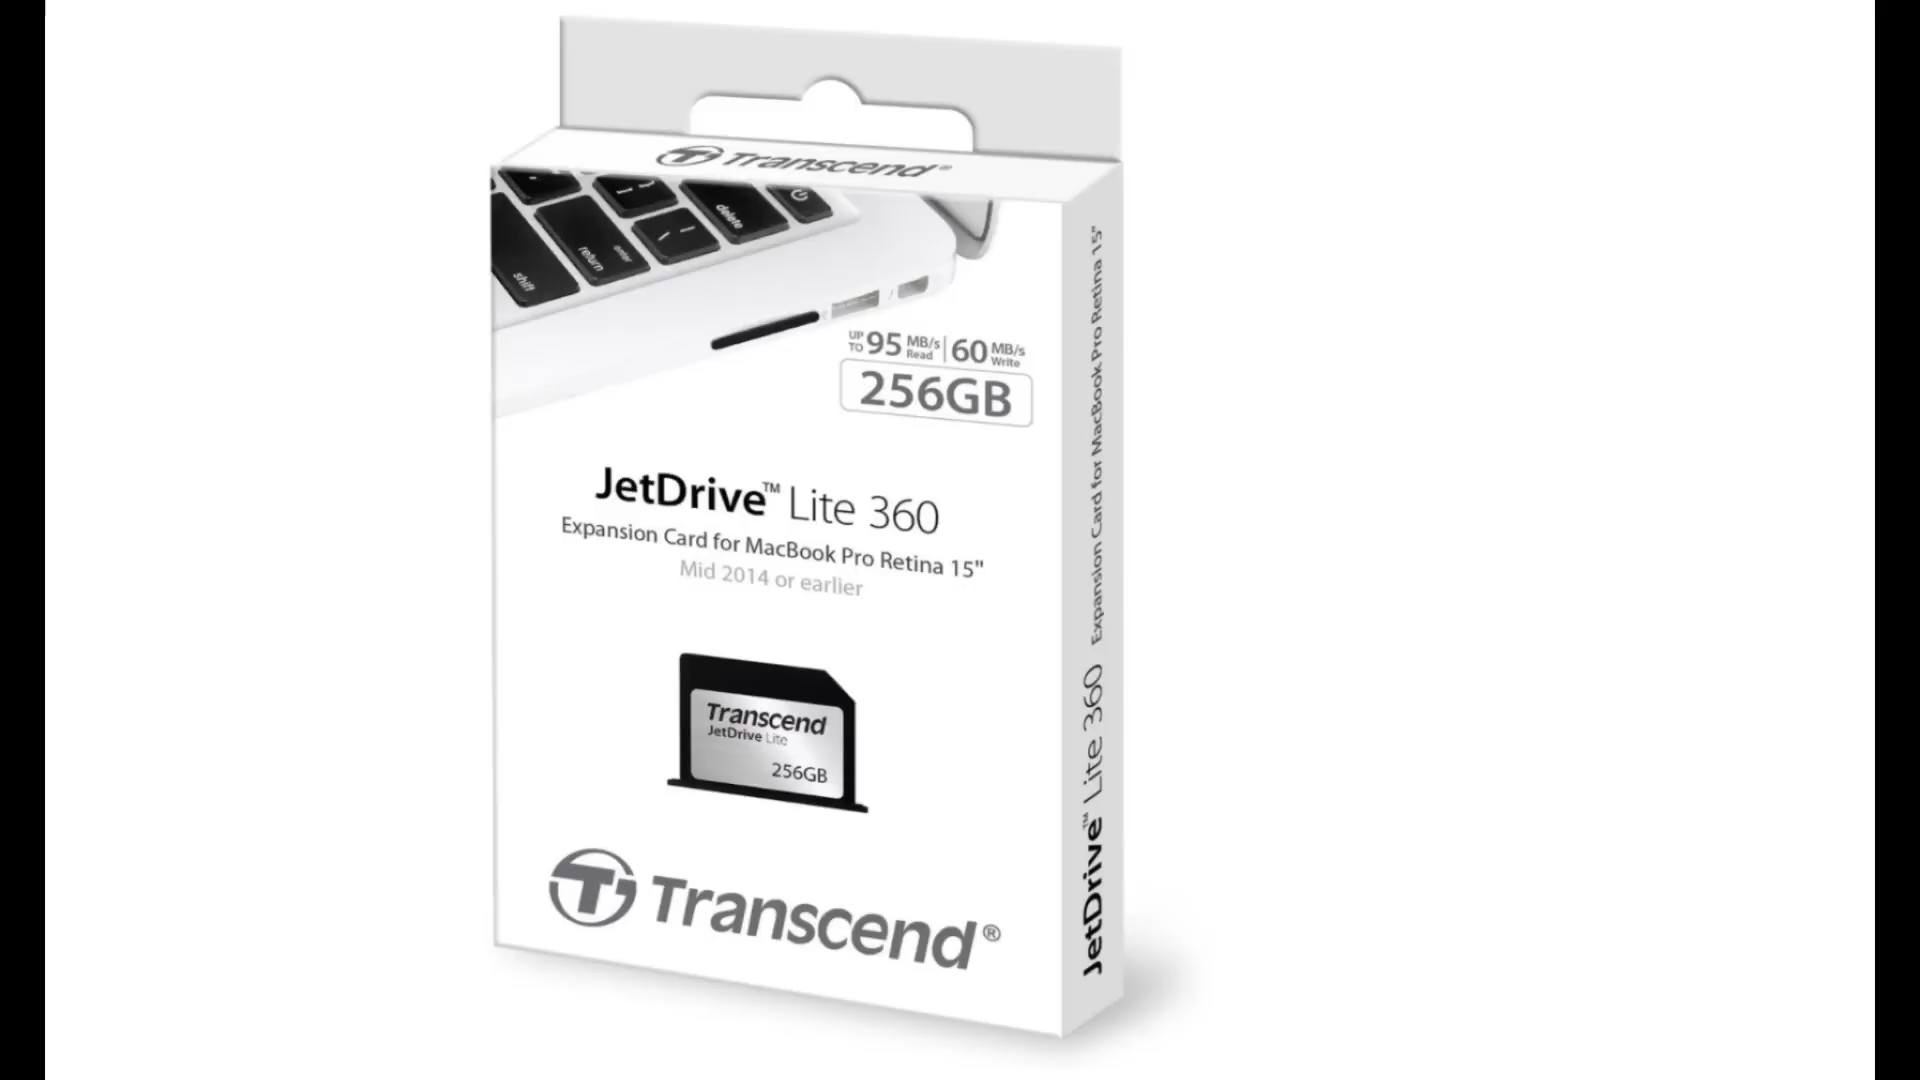 Transcend®
delete
return
enter
shift
UP TO 95 MB/s Read | 60 MB/s Write
256GB
JetDrive™ Lite 360
Expansion Card for MacBook Pro Retina 15"
Mid 2014 or earlier
Transcend
JetDrive Lite
256GB
Transcend®
JetDrive™ Lite 360 Expansion Card for MacBook Pro Retina 15"